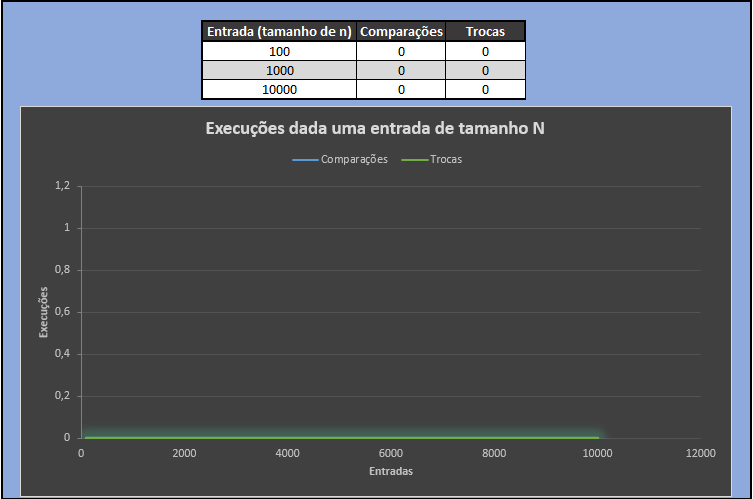 Entrada (tamanho de n) Comparações Trocas
100 0 0
1000 0 0
10000 0 0
Execuções dada uma entrada de tamanho N
Comparações Trocas
1,2
1
0,8
0,6
0,4
0,2
0
Execuções
0 2000 4000 6000 8000 10000 12000
Entradas